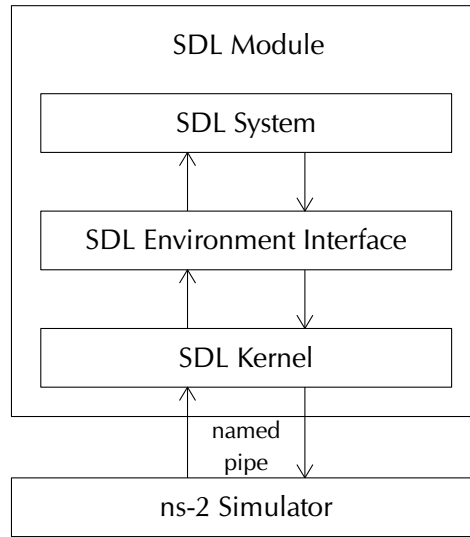 SDL Module
SDL System
SDL Environment Interface
SDL Kernel
named
pipe
ns-2 Simulator